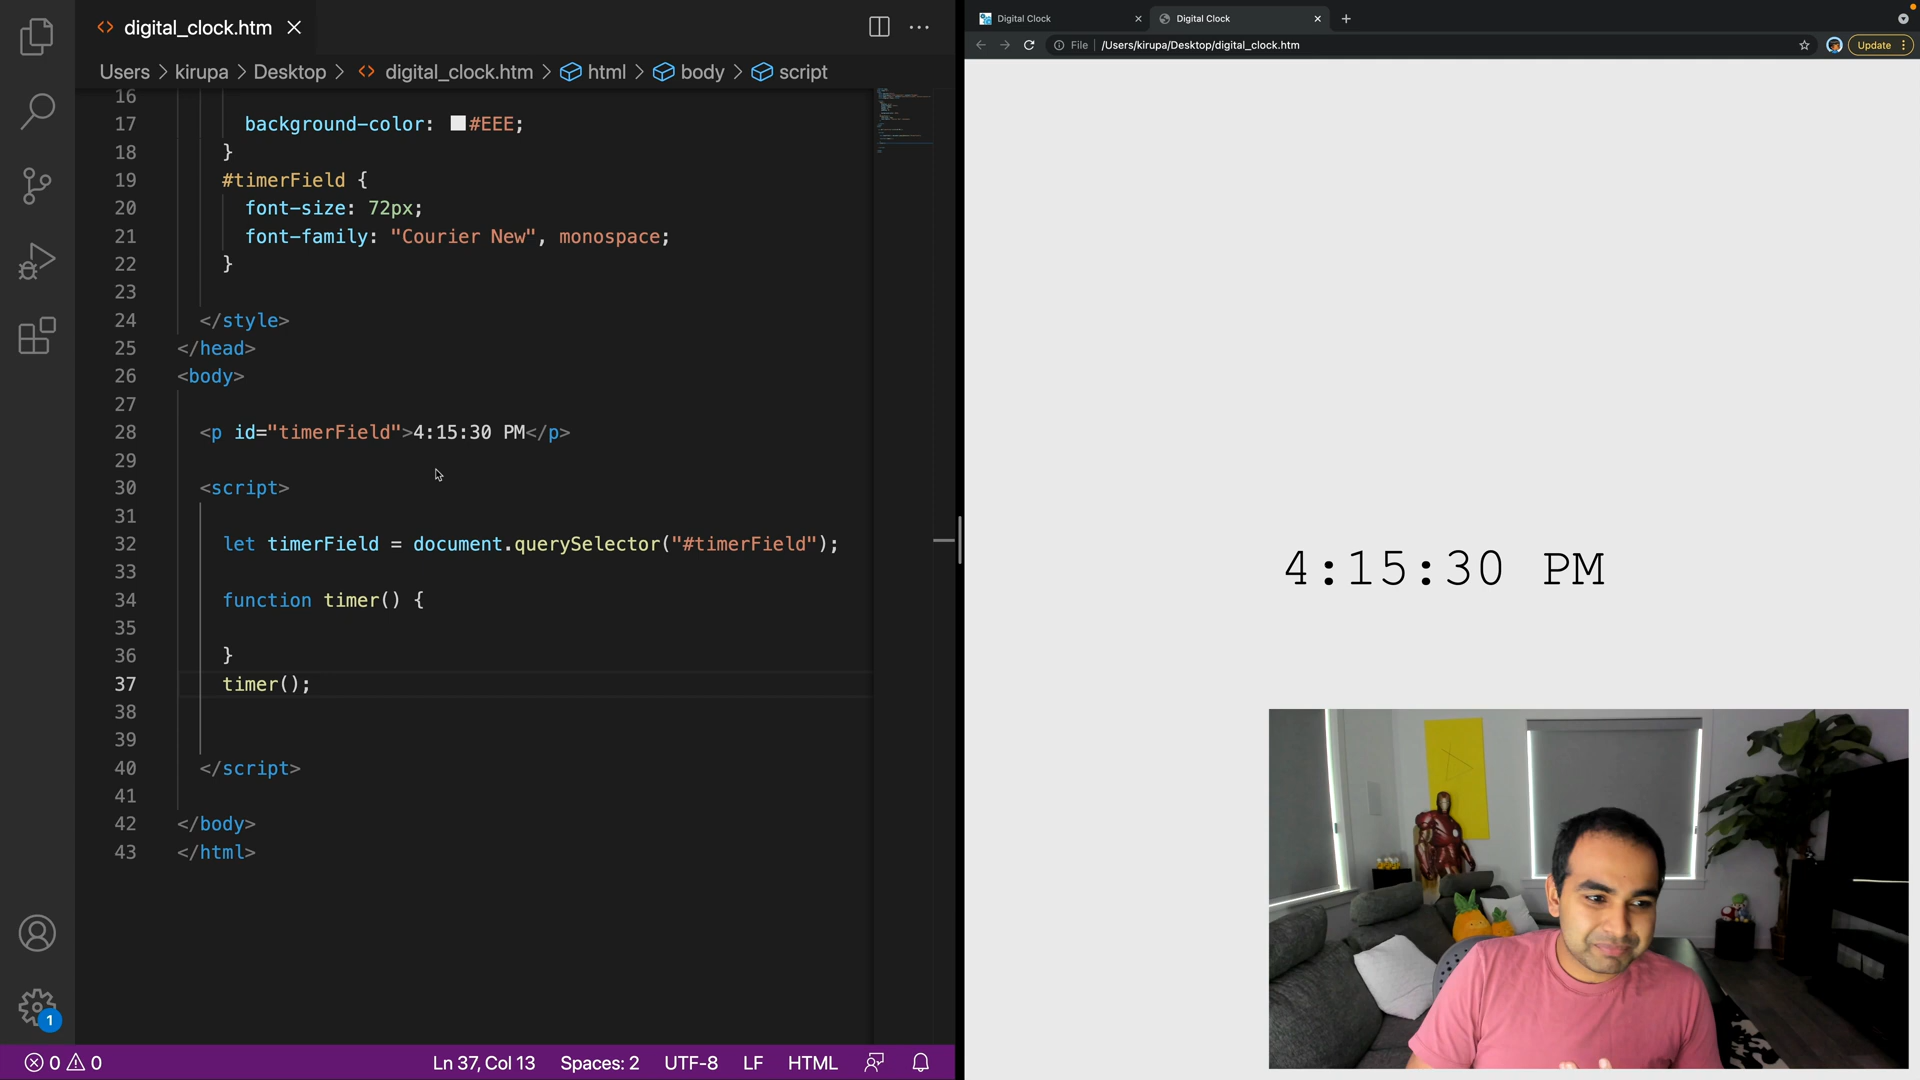 digital_clock.htm
Users > kirupa > Desktop > digital_clock.htm > html > body > script
16
17 background-color: #EEE;
18 }
19 #timerField {
20 font-size: 72px;
21 font-family: "Courier New", monospace;
22 }
23
24 </style>
25 </head>
26 <body>
27
28 <p id="timerField">4:15:30 PM</p>
29
30 <script>
31
32 let timerField = document.querySelector("#timerField");
33
34 function timer() {
35
36 }
37 timer();
38
39
40 </script>
41
42 </body>
43 </html>
1
0 0
Ln 37, Col 13 Spaces: 2 UTF-8 LF HTML
Digital Clock
Digital Clock
File /Users/kirupa/Desktop/digital_clock.htm
Update
4:15:30 PM